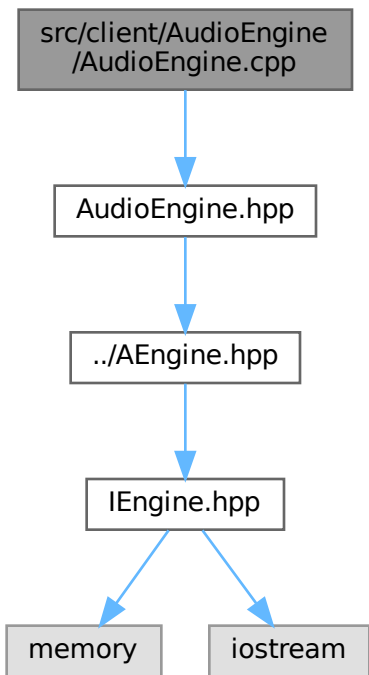 src/client/AudioEngine
/AudioEngine.cpp
AudioEngine.hpp
../AEngine.hpp
IEngine.hpp
memory
iostream